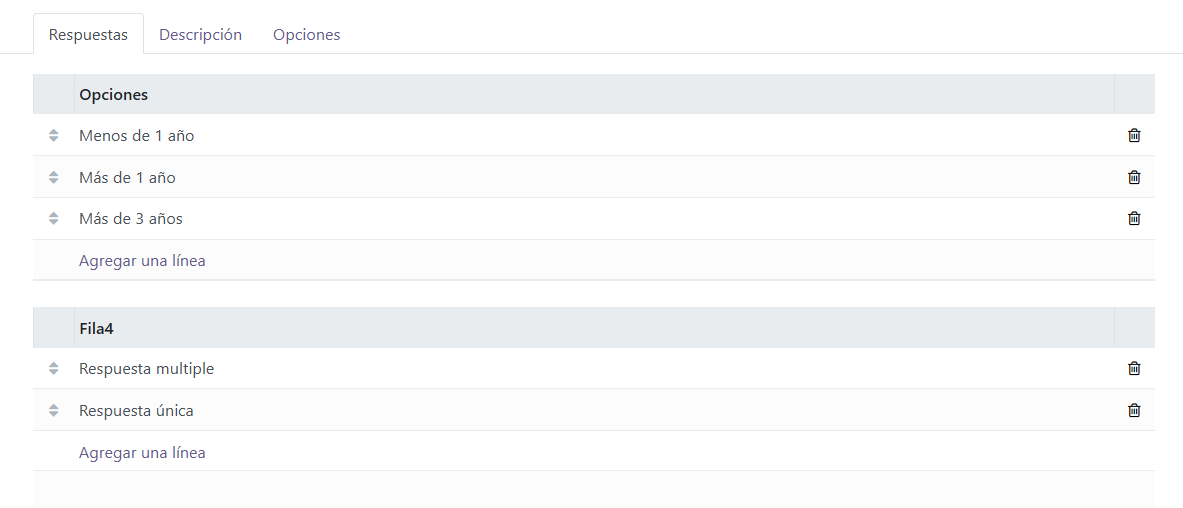 Respuestas Descripción Opciones
Opciones
Menos de 1 año
Más de 1 año
Más de 3 años
Agregar una línea
Fila4
Respuesta multiple
Respuesta única
Agregar una línea